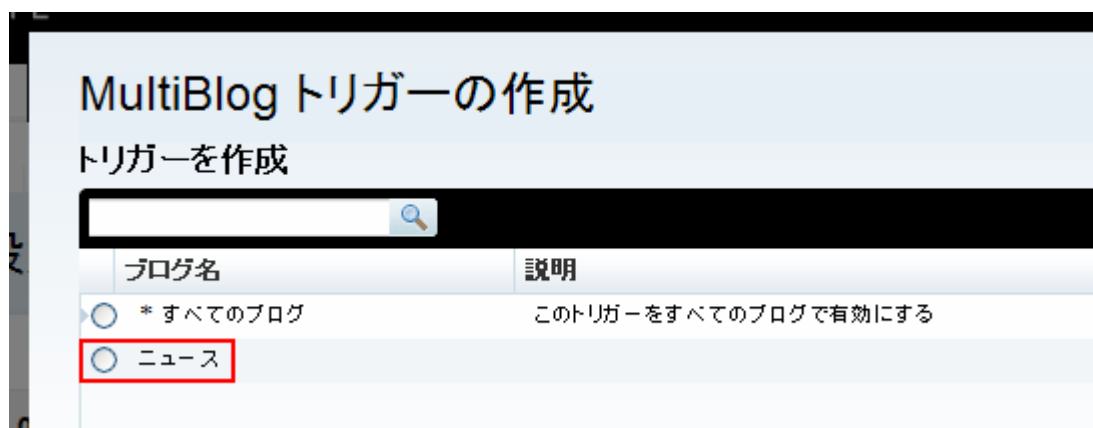 MultiBlog トリガーの作成
トリガーを作成
ブログ名 説明
* すべてのブログ このトリガーをすべてのブログで有効にする
ニュース